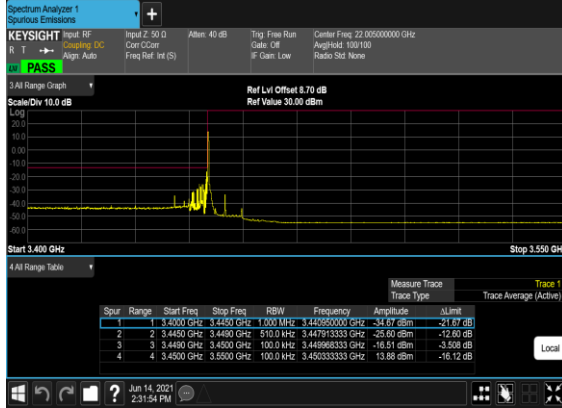 Spectrum Analyzer 1
Spurious Emissions
+
KEYSIGHT
R T
LXI
PASS
Input: RF
Coupling: DC
Align: Auto
Input Z: 50 Ω
Corr CCorr
Freq Ref: Int (S)
Atten: 40 dB
Trig: Free Run
Gate: Off
IF Gain: Low
Center Freq: 22.005000000 GHz
Avg|Hold: 100/100
Radio Std: None
3 All Range Graph
Scale/Div 10.0 dB
Ref Lvl Offset 8.70 dB
Ref Value 30.00 dBm
Log
20.0
10.0
0.00
-10.0
-20.0
-30.0
-40.0
-50.0
-60.0
Start 3.400 GHz
Stop 3.550 GH
4 All Range Table
Measure Trace Trace 1
Trace Type Trace Average (Active)
Spur Range Start Freq Stop Freq RBW Frequency Amplitude ΔLimit
1 1 3.4000 GHz 3.4450 GHz 1.000 MHz 3.440950000 GHz -34.67 dBm -21.67 dB
2 2 3.4450 GHz 3.4490 GHz 510.0 kHz 3.447913333 GHz -25.60 dBm -12.60 dB
3 3 3.4490 GHz 3.4500 GHz 100.0 kHz 3.449968333 GHz -16.51 dBm -3.508 dB
4 4 3.4500 GHz 3.5500 GHz 100.0 kHz 3.450333333 GHz 13.88 dBm -16.12 dB
Local
?
Jun 14, 2021
2:31:54 PM